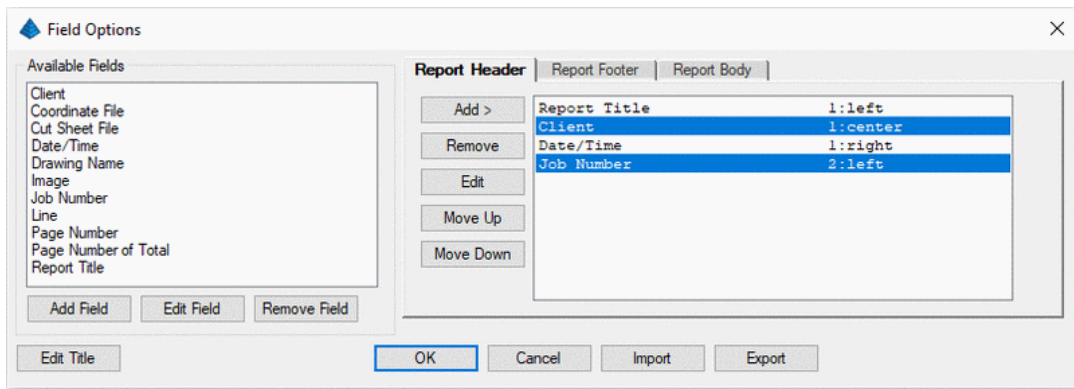 Field Options
Available Fields
Client
Coordinate File
Cut Sheet File
Date/Time
Drawing Name
Image
Job Number
Line
Page Number
Page Number of Total
Report Title
Add Field Edit Field Remove Field
Report Header Report Footer Report Body
Add >
Remove
Edit
Move Up
Move Down
Report Title 1:left
Client 1:center
Date/Time 1:right
Job Number 2:left
Edit Title OK Cancel Import Export